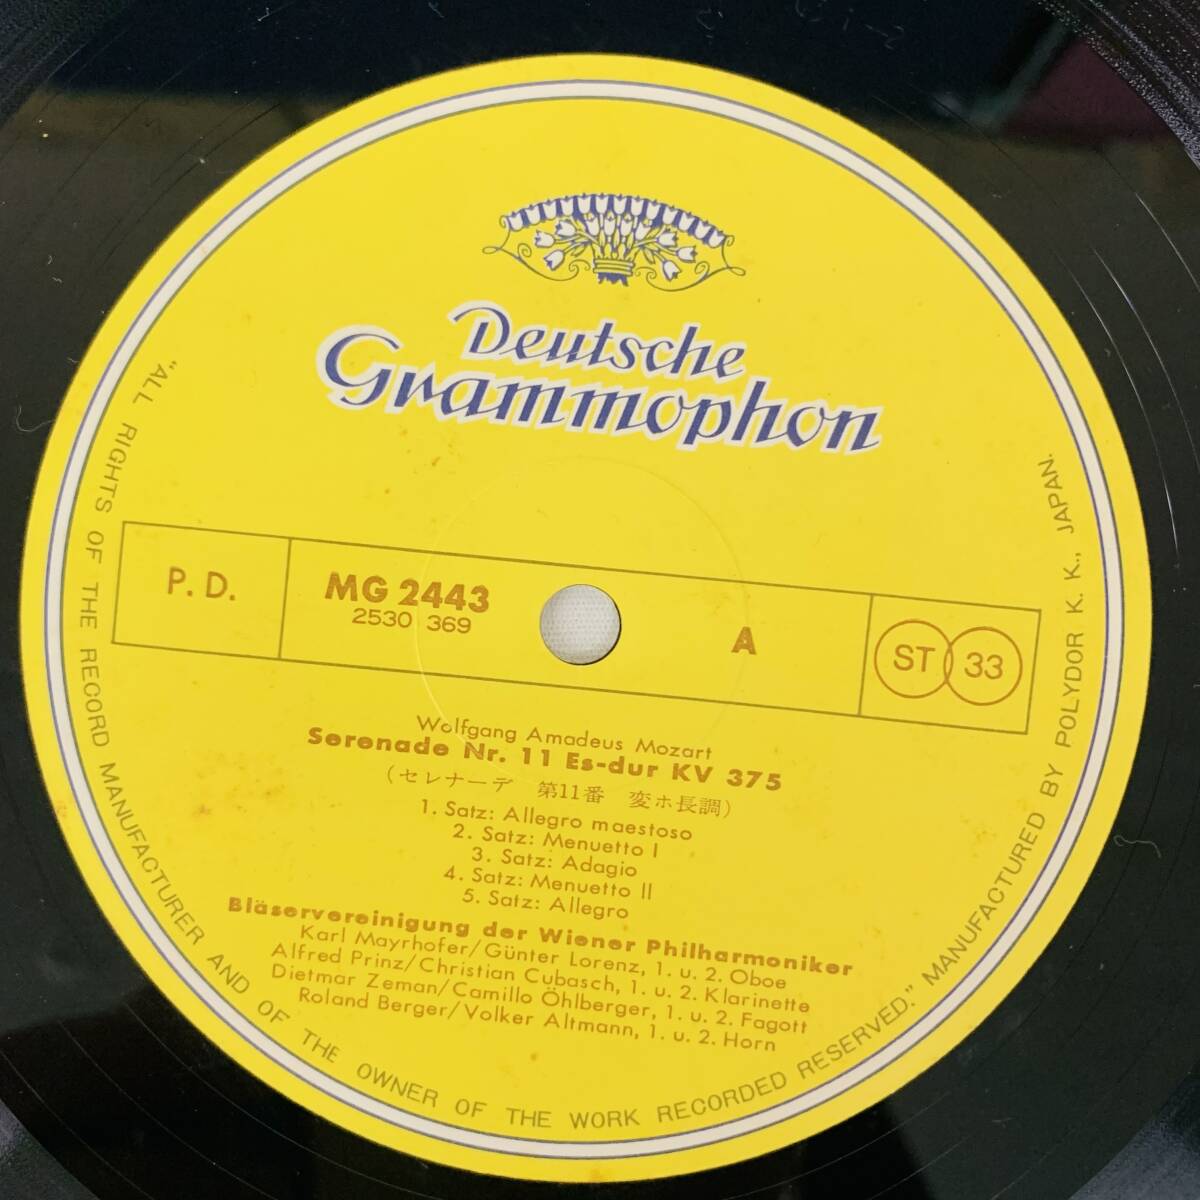 Deutsche
Grammophon
P.D.
MG 2443
2530 369
A
ST 33
Wolfgang Amadeus Mozart
Serenade Nr. 11 Es-dur KV 375
(セレナーデ 第11番 変ホ長調)
1. Satz: Allegro maestoso
2. Satz: Menuetto I
3. Satz: Adagio
4. Satz: Menuetto II
5. Satz: Allegro
Bläservereinigung der Wiener Philharmoniker
Karl Mayrhofer/Günter Lorenz, 1. u. 2. Oboe
Alfred Prinz/Christian Cubasch, 1. u. 2. Klarinette
Dietmar Zeman/Camillo Öhlberger, 1. u. 2. Fagott
Roland Berger/Volker Altmann, 1. u. 2. Horn
"ALL RIGHTS OF THE RECORD MANUFACTURER AND OF THE OWNER OF THE WORK RECORDED RESERVED." MANUFACTURED BY POLYDOR K. K., JAPAN.